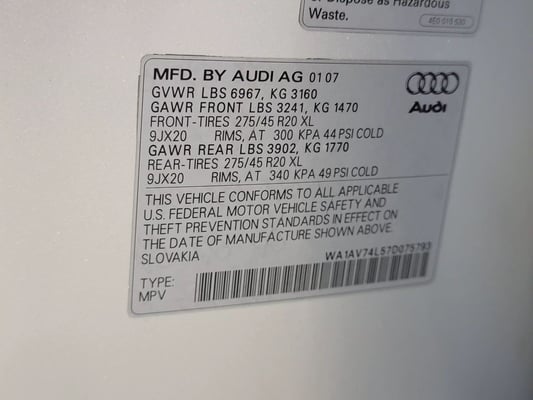 or Dispose as Hazardous
Waste.
4E0 010 530
MFD. BY AUDI AG 01 07
GVWR LBS 6967, KG 3160
GAWR FRONT LBS 3241, KG 1470
FRONT-TIRES 275/45 R20 XL
9JX20 RIMS, AT 300 KPA 44 PSI COLD
GAWR REAR LBS 3902, KG 1770
REAR-TIRES 275/45 R20 XL
9JX20 RIMS, AT 340 KPA 49 PSI COLD
Audi
THIS VEHICLE CONFORMS TO ALL APPLICABLE
U.S. FEDERAL MOTOR VEHICLE SAFETY AND
THEFT PREVENTION STANDARDS IN EFFECT ON
THE DATE OF MANUFACTURE SHOWN ABOVE.
SLOVAKIA
WA1AV74L57D075793
TYPE:
MPV